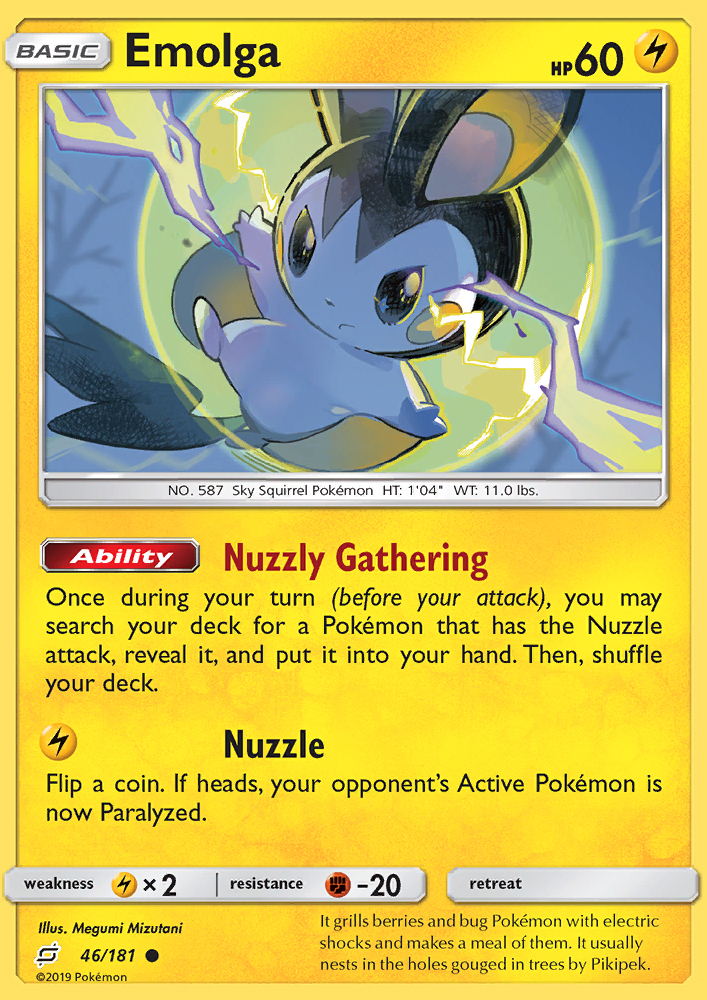 BASIC Emolga HP60
NO. 587 Sky Squirrel Pokémon HT: 1'04" WT: 11.0 lbs.
Ability Nuzzly Gathering
Once during your turn (before your attack), you may
search your deck for a Pokémon that has the Nuzzle
attack, reveal it, and put it into your hand. Then, shuffle
your deck.
Nuzzle
Flip a coin. If heads, your opponent's Active Pokémon is
now Paralyzed.
weakness ×2 resistance -20 retreat
Illus. Megumi Mizutani
46/181
©2019 Pokémon
It grills berries and bug Pokémon with electric
shocks and makes a meal of them. It usually
nests in the holes gouged in trees by Pikipek.